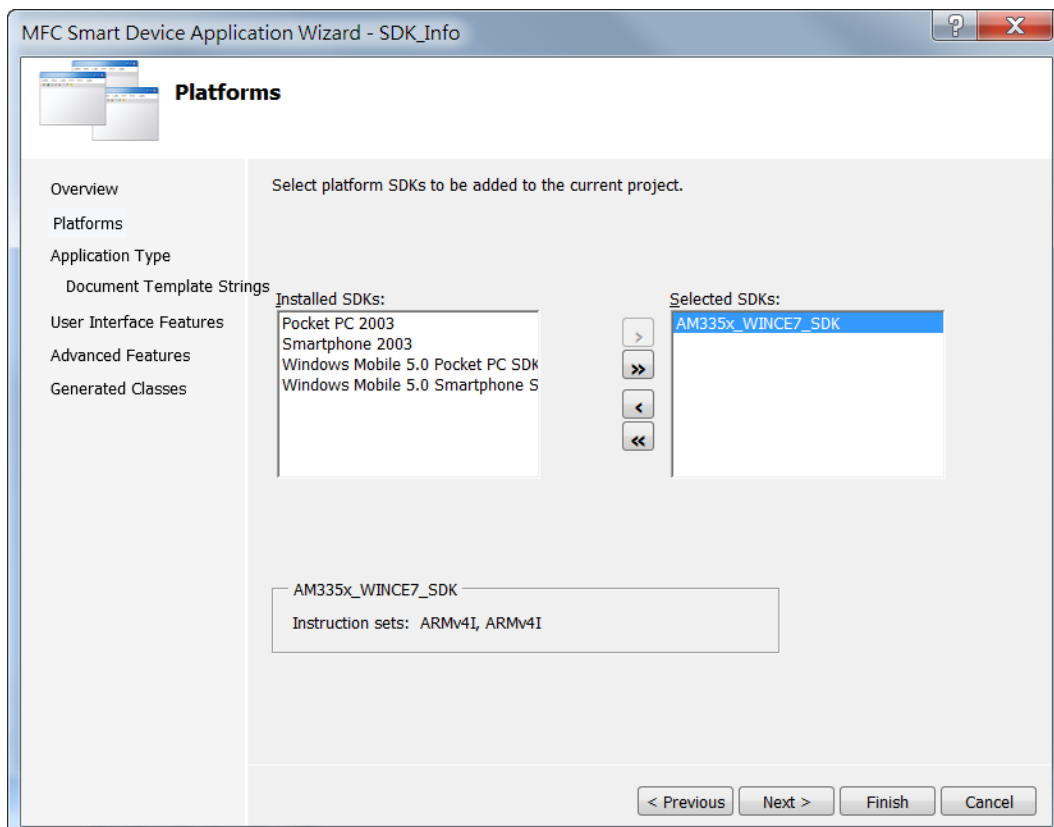 MFC Smart Device Application Wizard - SDK_Info
Platforms
Overview
Platforms
Application Type
Document Template Strings
User Interface Features
Advanced Features
Generated Classes
Select platform SDKs to be added to the current project.
Installed SDKs:
Pocket PC 2003
Smartphone 2003
Windows Mobile 5.0 Pocket PC SDK
Windows Mobile 5.0 Smartphone S
>
>>
<
<<
Selected SDKs:
AM335x_WINCE7_SDK
AM335x_WINCE7_SDK
Instruction sets: ARMv4I, ARMv4I
< Previous
Next >
Finish
Cancel